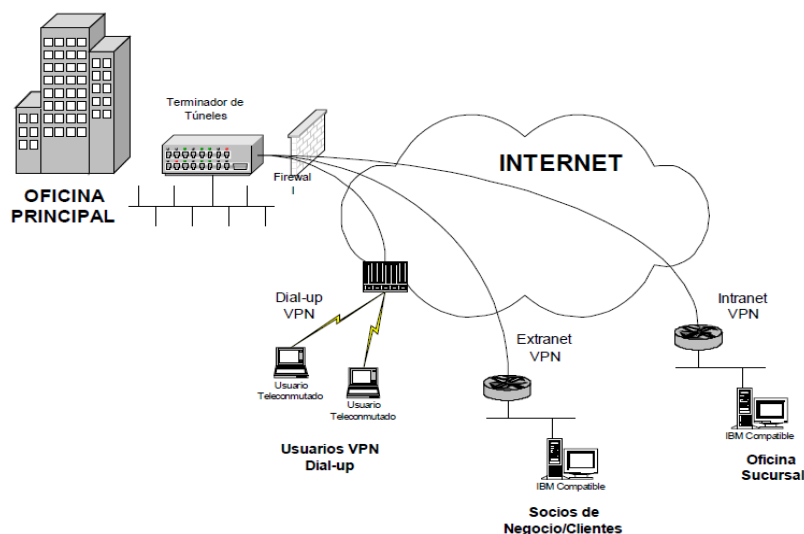 Terminador de
Túneles
Firewal
l
INTERNET
OFICINA
PRINCIPAL
Dial-up
VPN
Intranet
VPN
Extranet
VPN
Usuario
Teleconmutado
Usuario
Teleconmutado
Usuarios VPN
Dial-up
IBM Compatible
Oficina
Sucursal
IBM Compatible
Socios de
Negocio/Clientes